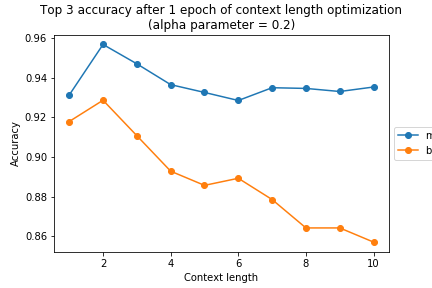 Top 3 accuracy after 1 epoch of context length optimization
(alpha parameter = 0.2)
0.96
0.94
0.92
0.90
0.88
0.86
Accuracy
2
4
6
8
10
Context length
b